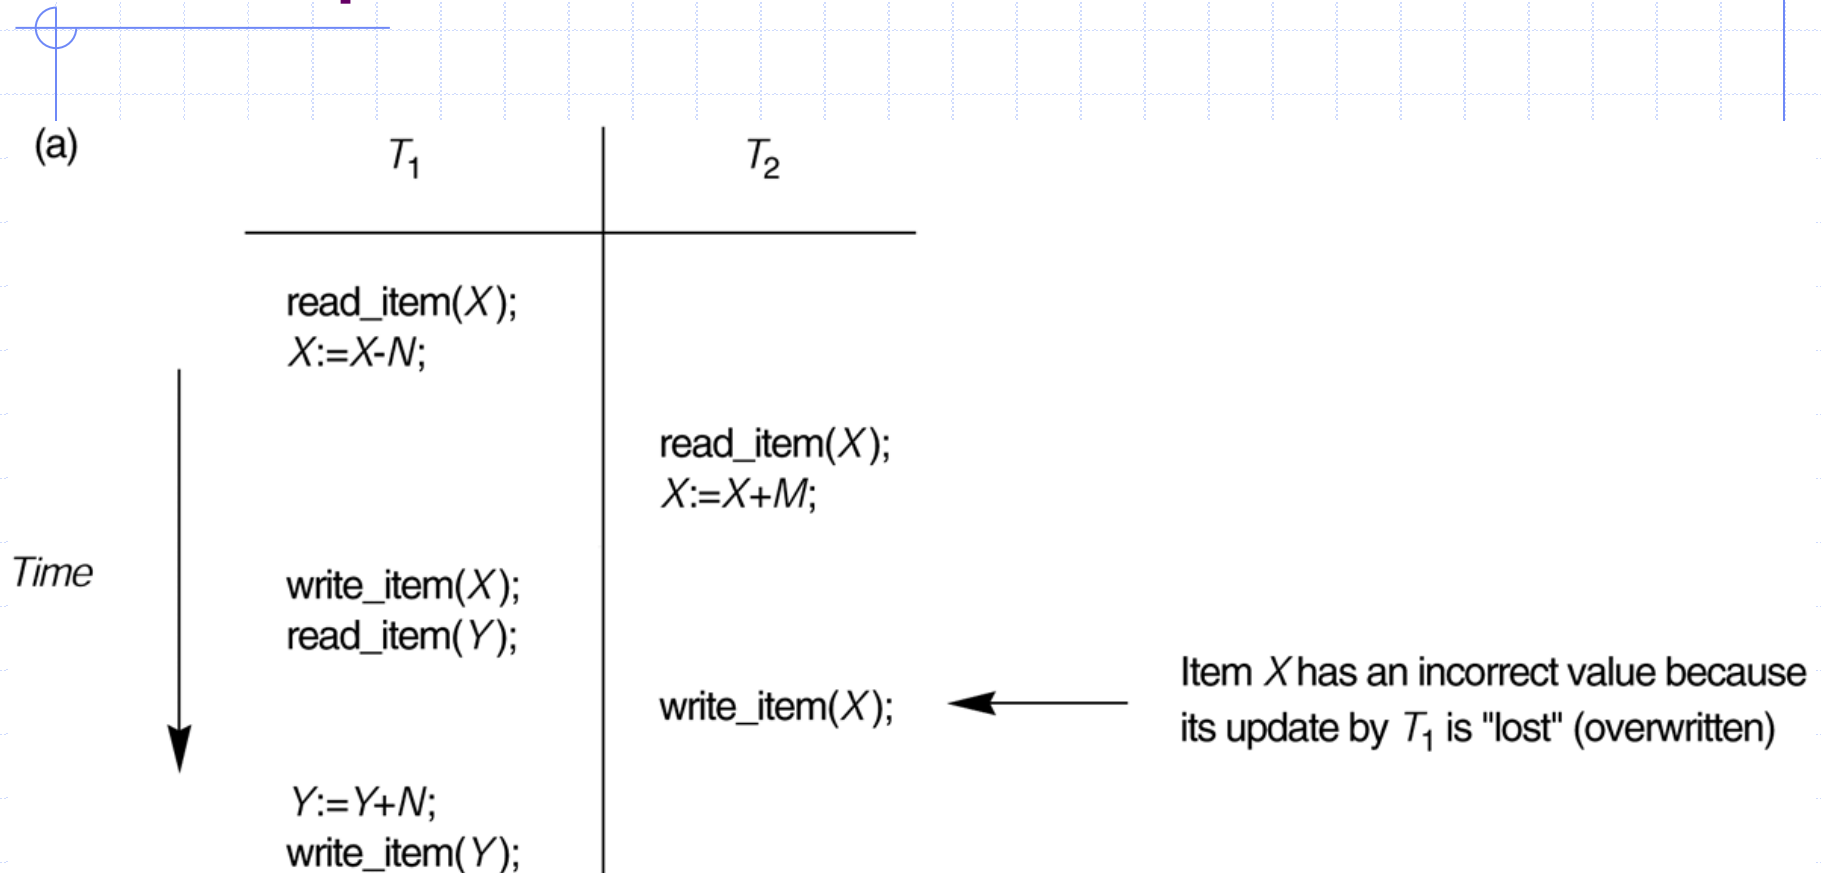 (a)
T1
T2
read_item(X);
X:=X-N;
read_item(X);
X:=X+M;
Time
write_item(X);
read_item(Y);
write_item(X);
Item X has an incorrect value because
its update by T1 is "lost" (overwritten)
Y:=Y+N;
write_item(Y);